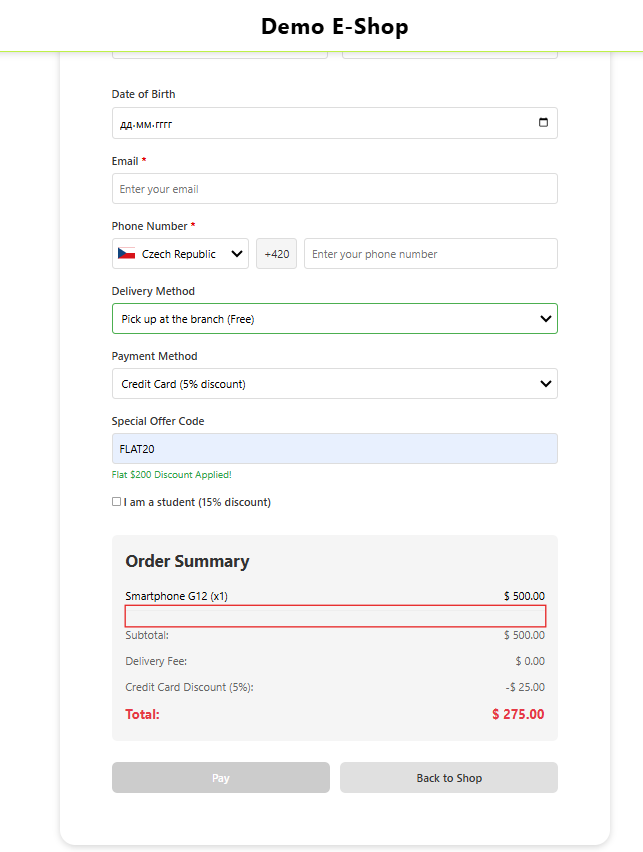 Demo E-Shop
Date of Birth
дд.мм.гггг
Email *
Enter your email
Phone Number *
Czech Republic +420 Enter your phone number
Delivery Method
Pick up at the branch (Free)
Payment Method
Credit Card (5% discount)
Special Offer Code
FLAT20
Flat $200 Discount Applied!
I am a student (15% discount)
Order Summary
Smartphone G12 (x1) $ 500.00
Subtotal: $ 500.00
Delivery Fee: $ 0.00
Credit Card Discount (5%): -$ 25.00
Total: $ 275.00
Pay Back to Shop